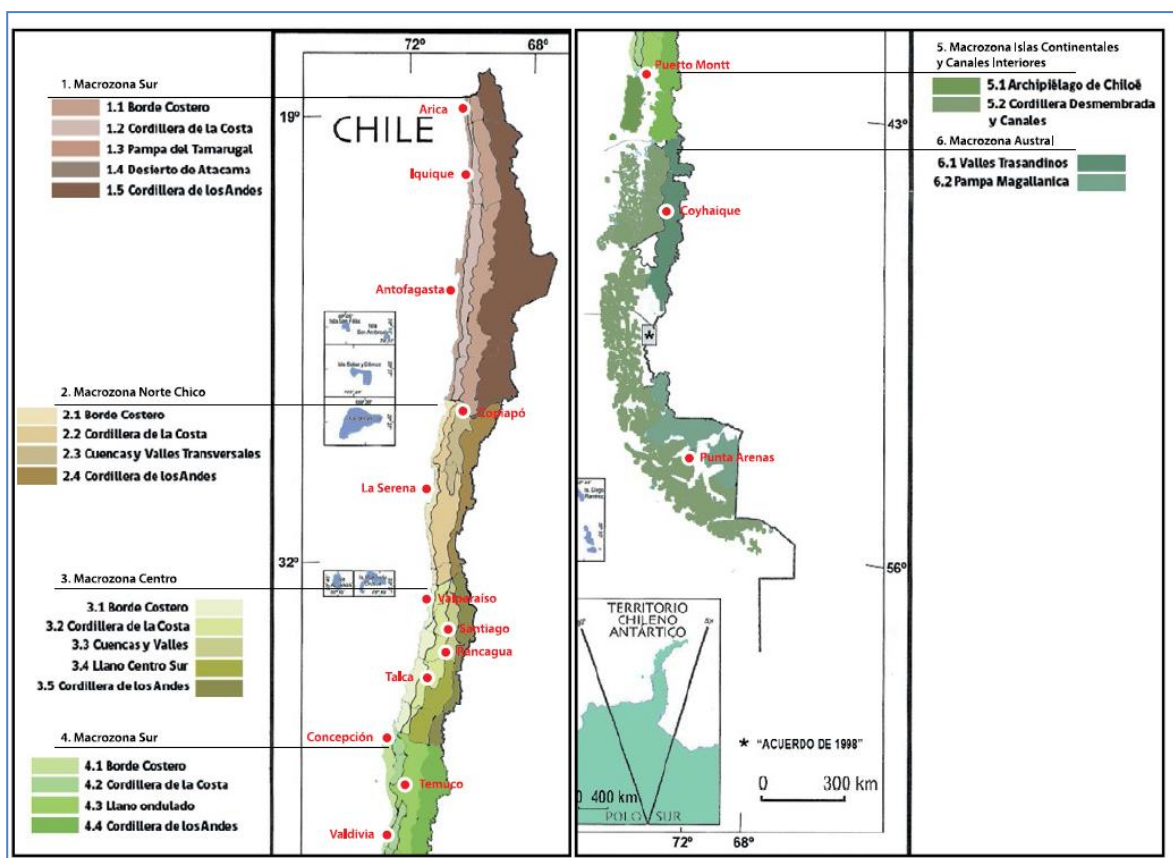 72º
68º
1. Macrozona Sur
1.1 Borde Costero
1.2 Cordillera de la Costa
1.3 Pampa del Tamarugal
1.4 Desierto de Atacama
1.5 Cordillera de los Andes
19º
CHILE
Arica
Iquique
Antofagasta
2. Macrozona Norte Chico
2.1 Borde Costero
2.2 Cordillera de la Costa
2.3 Cuencas y Valles Transversales
2.4 Cordillera de los Andes
Copiapó
La Serena
32º
3. Macrozona Centro
3.1 Borde Costero
3.2 Cordillera de la Costa
3.3 Cuencas y Valles
3.4 Llano Centro Sur
3.5 Cordillera de los Andes
Valparaíso
Santiago
Rancagua
Talca
Concepción
4. Macrozona Sur
4.1 Borde Costero
4.2 Cordillera de la Costa
4.3 Llano ondulado
4.4 Cordillera de los Andes
Temuco
Valdivia
Puerto Montt
5. Macrozona Islas Continentales
y Canales Interiores
5.1 Archipiélago de Chiloë
5.2 Cordillera Desmembrada
y Canales
43º
6. Macrozona Austral
6.1 Valles Trasandinos
6.2 Pampa Magallanica
Coyhaique
*
Punta Arenas
56º
TERRITORIO
CHILENO
ANTÁRTICO
POLO SUR
0 400 km
* "ACUERDO DE 1998"
0 300 km
72º
68º